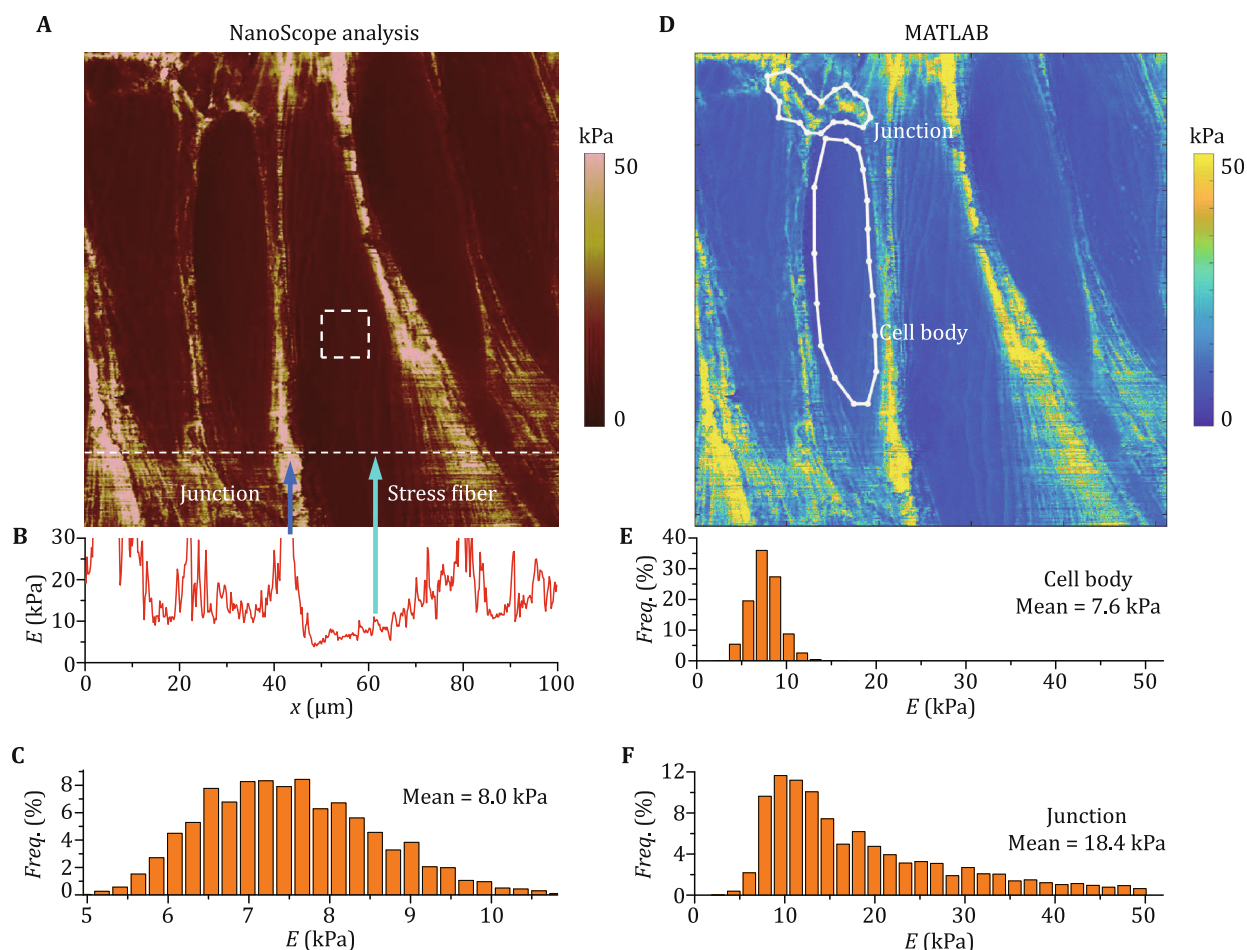 A
NanoScope analysis
kPa
50
0
Junction
Stress fiber
B
30
20
10
0
E (kPa)
0 20 40 60 80 100
x (µm)
C
8
6
4
2
0
Freq. (%)
Mean = 8.0 kPa
5 6 7 8 9 10
E (kPa)
D
MATLAB
kPa
50
0
Junction
Cell body
E
40
30
20
10
0
Freq. (%)
Cell body
Mean = 7.6 kPa
0 10 20 30 40 50
E (kPa)
F
12
8
4
0
Freq. (%)
Junction
Mean = 18.4 kPa
0 10 20 30 40 50
E (kPa)